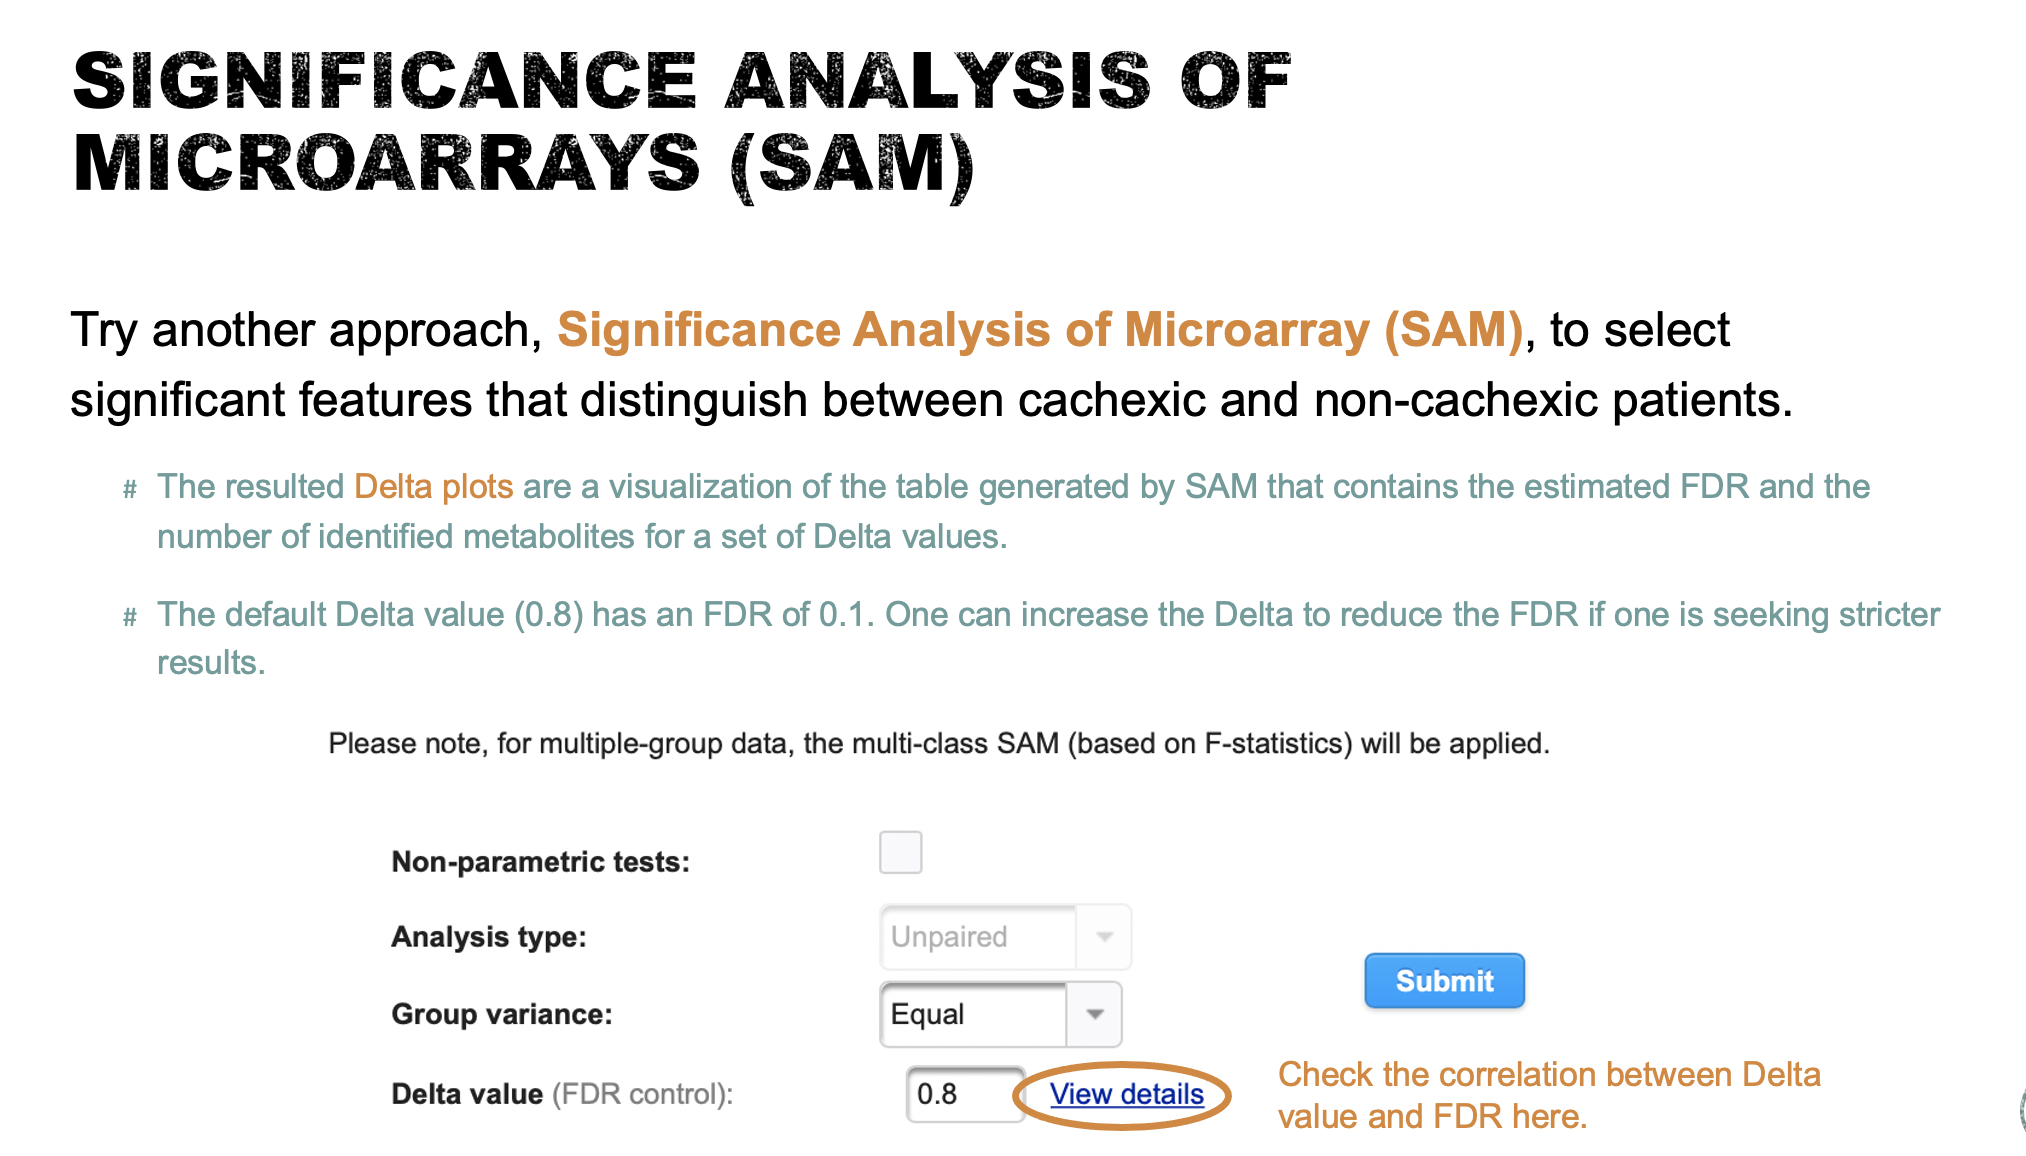 SIGNIFICANCE ANALYSIS OF
MICROARRAYS (SAM)
Try another approach, Significance Analysis of Microarray (SAM), to select
significant features that distinguish between cachexic and non-cachexic patients.
# The resulted Delta plots are a visualization of the table generated by SAM that contains the estimated FDR and the
number of identified metabolites for a set of Delta values.
# The default Delta value (0.8) has an FDR of 0.1. One can increase the Delta to reduce the FDR if one is seeking stricter
results.
Please note, for multiple-group data, the multi-class SAM (based on F-statistics) will be applied.
Non-parametric tests:
Analysis type: Unpaired
Submit
Group variance: Equal
Delta value (FDR control): 0.8 View details
Check the correlation between Delta
value and FDR here.